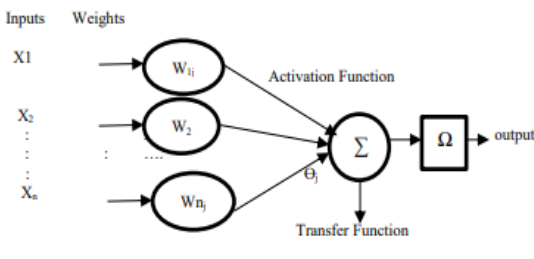 Inputs Weights
X1
W1j
Activation Function
X2
W2
:
: : ....
:
Σ
Ω
output
θj
Xn
Wnj
Transfer Function